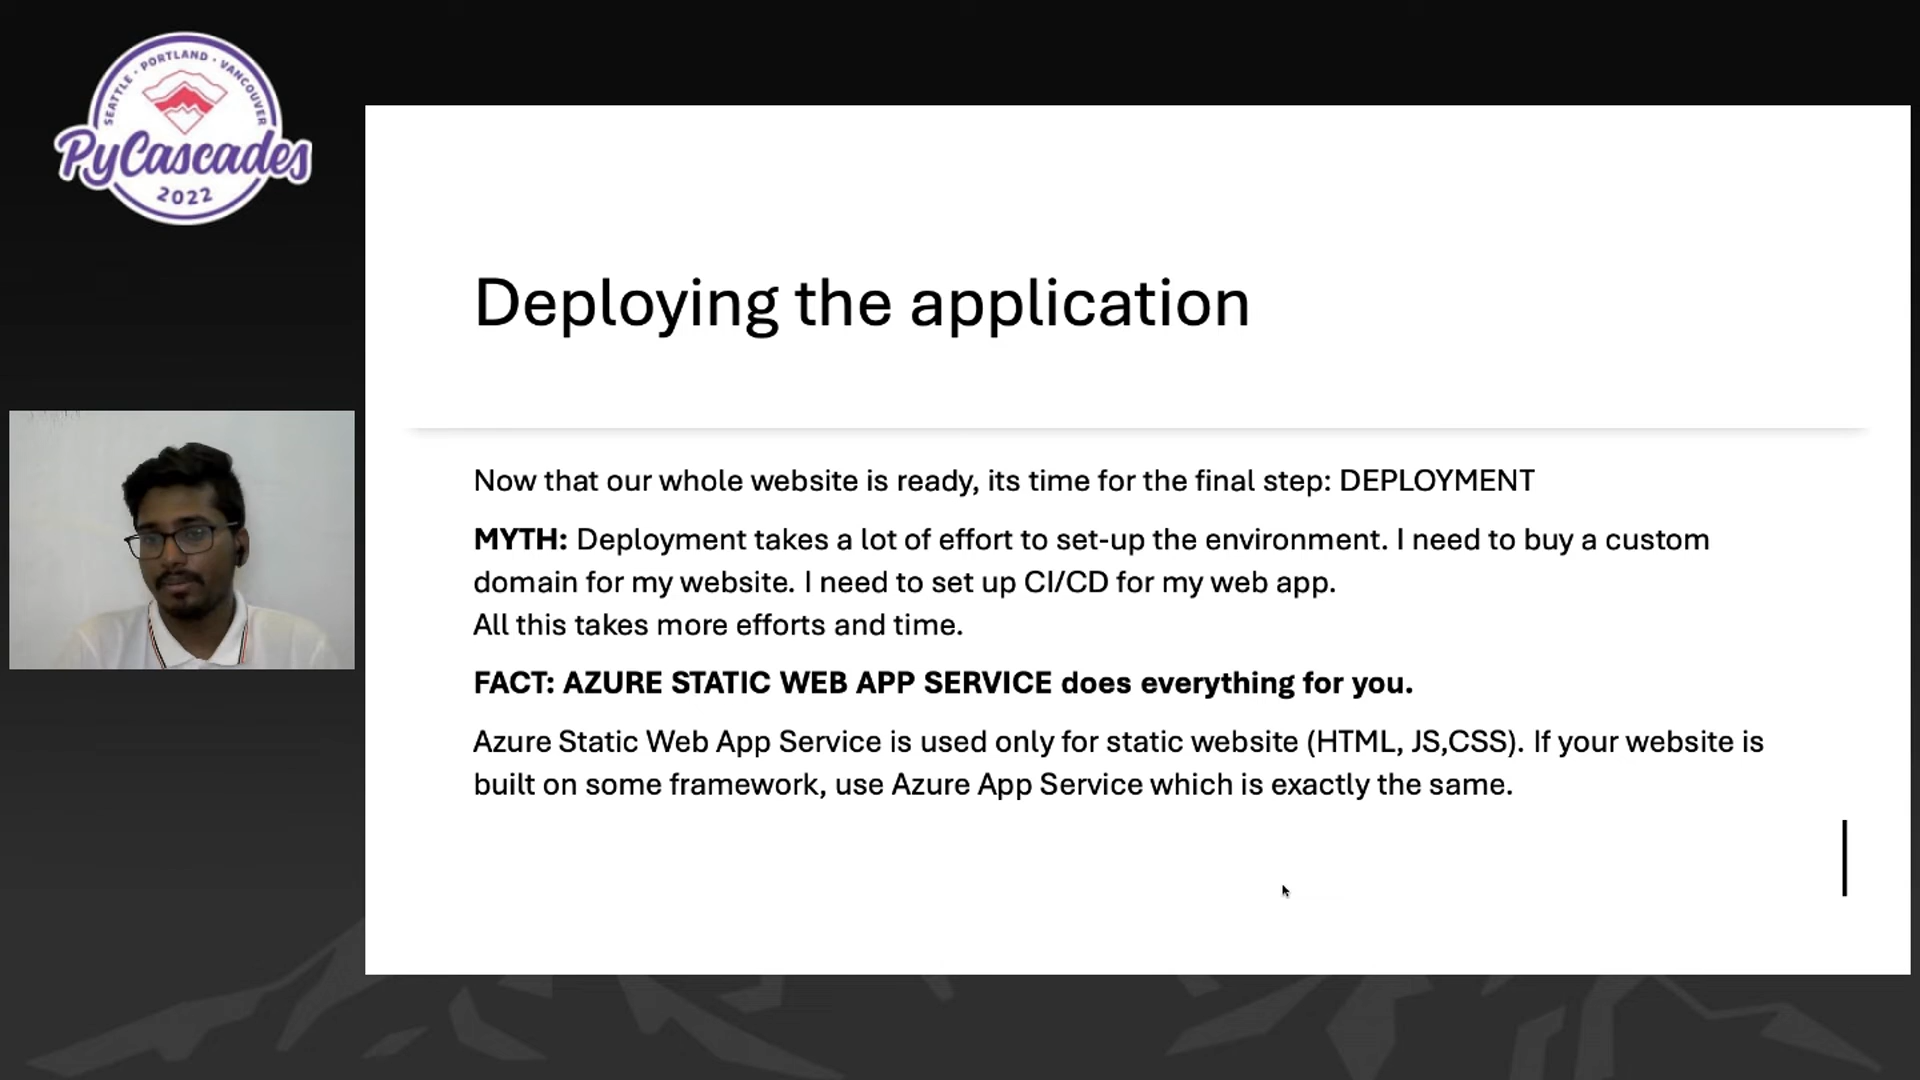 SEATTLE · PORTLAND · VANCOUVER
PyCascades
2022
Deploying the application
Now that our whole website is ready, its time for the final step: DEPLOYMENT
MYTH: Deployment takes a lot of effort to set-up the environment. I need to buy a custom
domain for my website. I need to set up CI/CD for my web app.
All this takes more efforts and time.
FACT: AZURE STATIC WEB APP SERVICE does everything for you.
Azure Static Web App Service is used only for static website (HTML, JS,CSS). If your website is
built on some framework, use Azure App Service which is exactly the same.